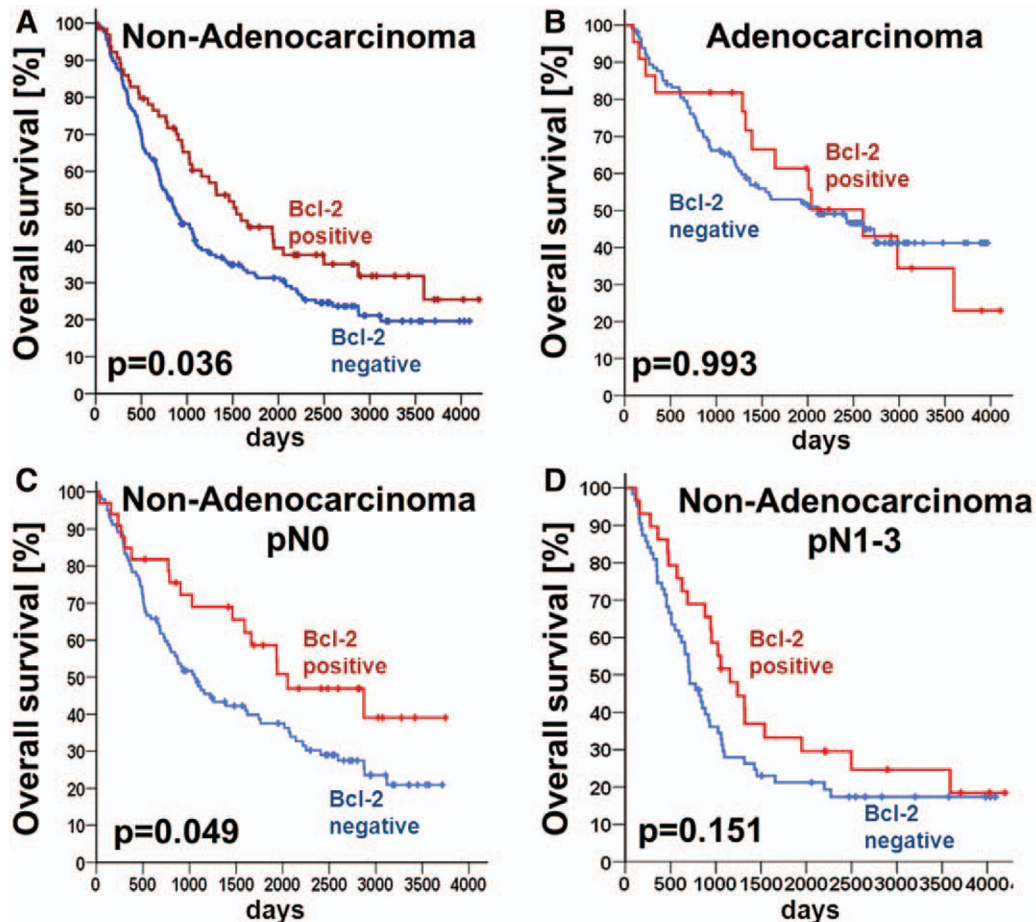 A
Non-Adenocarcinoma
Overall survival [%]
100
90
80
70
60
50
40
30
20
10
0
Bcl-2
positive
Bcl-2
negative
p=0.036
0 500 1000 1500 2000 2500 3000 3500 4000
days
B
Adenocarcinoma
Overall survival [%]
100
90
80
70
60
50
40
30
20
10
0
Bcl-2
positive
Bcl-2
negative
p=0.993
0 500 1000 1500 2000 2500 3000 3500 4000
days
C
Non-Adenocarcinoma
pN0
Overall survival [%]
100
90
80
70
60
50
40
30
20
10
0
Bcl-2
positive
Bcl-2
negative
p=0.049
0 500 1000 1500 2000 2500 3000 3500 4000
days
D
Non-Adenocarcinoma
pN1-3
Overall survival [%]
100
90
80
70
60
50
40
30
20
10
0
Bcl-2
positive
Bcl-2
negative
p=0.151
0 500 1000 1500 2000 2500 3000 3500 4000 4
days